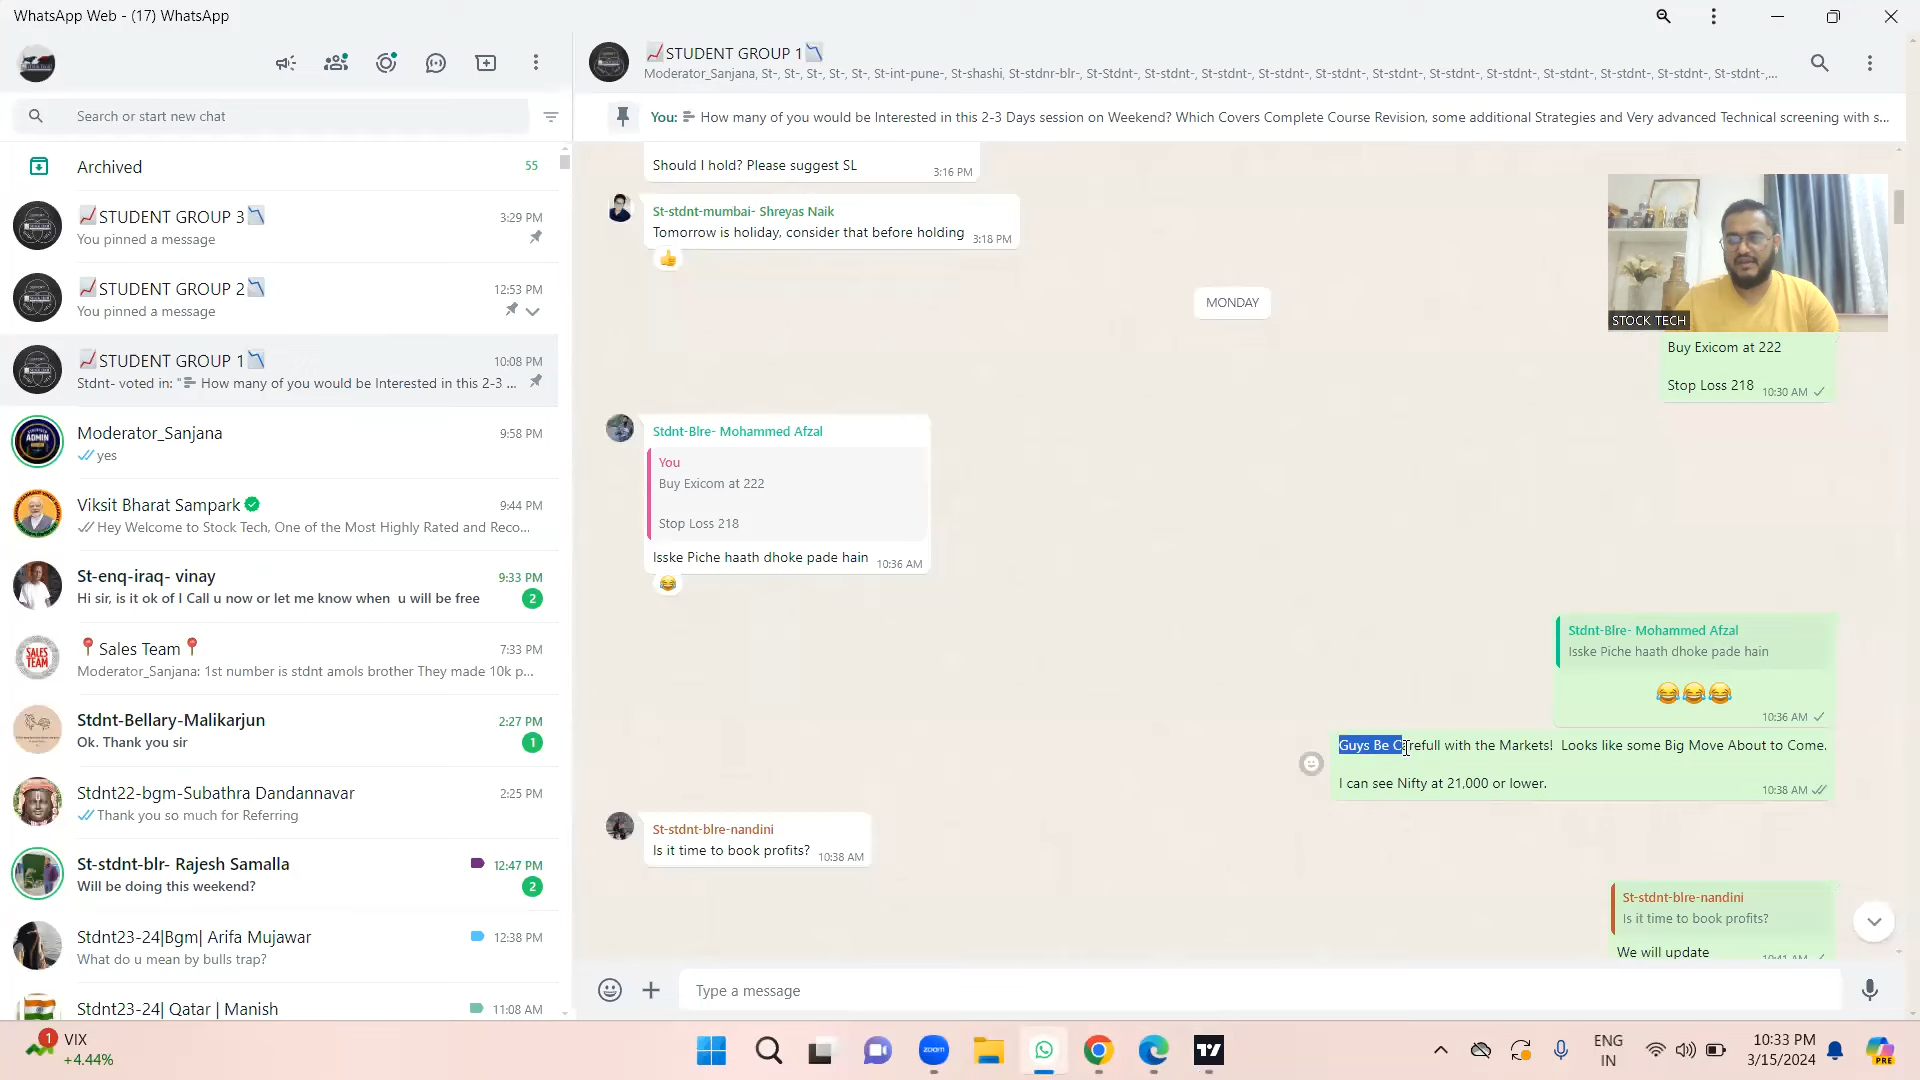 WhatsApp Web - (17) WhatsApp
Search or start new chat
Archived 55
STUDENT GROUP 3 3:29 PM
You pinned a message
STUDENT GROUP 2 12:53 PM
You pinned a message
STUDENT GROUP 1 10:08 PM
Stdnt- voted in: " How many of you would be Interested in this 2-3 ...
Moderator_Sanjana 9:58 PM
yes
Viksit Bharat Sampark 9:44 PM
Hey Welcome to Stock Tech, One of the Most Highly Rated and Reco...
St-enq-iraq- vinay 9:33 PM
Hi sir, is it ok of I Call u now or let me know when u will be free 2
📍Sales Team📍 7:33 PM
Moderator_Sanjana: 1st number is stdnt amols brother They made 10k p...
Stdnt-Bellary-Malikarjun 2:27 PM
Ok. Thank you sir 1
Stdnt22-bgm-Subathra Dandannavar 2:25 PM
Thank you so much for Referring
St-stdnt-blr- Rajesh Samalla 12:47 PM
Will be doing this weekend? 2
Stdnt23-24|Bgm| Arifa Mujawar 12:38 PM
What do u mean by bulls trap?
Stdnt23-24| Qatar | Manish 11:08 AM
📈STUDENT GROUP 1📉
Moderator_Sanjana, St-, St-, St-, St-, St-, St-int-pune-, St-shashi, St-stdnr-blr-, St-Stdnt-, St-stdnt-, St-stdnt-, St-stdnt-, St-stdnt-, St-stdnt-, St-stdnt-, St-stdnt-, St-stdnt-, St-stdnt-, St-stdnt-,...
You: How many of you would be Interested in this 2-3 Days session on Weekend? Which Covers Complete Course Revision, some additional Strategies and Very advanced Technical screening with s...
Should I hold? Please suggest SL 3:16 PM
St-stdnt-mumbai- Shreyas Naik
Tomorrow is holiday, consider that before holding 3:18 PM
👍
MONDAY
STOCK TECH
Buy Exicom at 222
Stop Loss 218 10:30 AM
Stdnt-Blre- Mohammed Afzal
You
Buy Exicom at 222
Stop Loss 218
Isske Piche haath dhoke pade hain 10:36 AM
😂
Stdnt-Blre- Mohammed Afzal
Isske Piche haath dhoke pade hain
😂😂😂
10:36 AM
Guys Be Carefull with the Markets! Looks like some Big Move About to Come.
I can see Nifty at 21,000 or lower. 10:38 AM
St-stdnt-blre-nandini
Is it time to book profits? 10:38 AM
St-stdnt-blre-nandini
Is it time to book profits?
We will update 10:41 AM
Type a message
1
VIX
+4.44%
zoom
ENG
IN
10:33 PM
3/15/2024
PRE